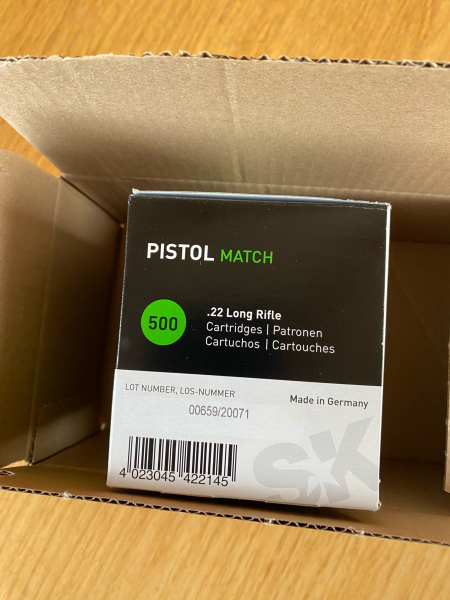 PISTOL MATCH
500
.22 Long Rifle
Cartridges | Patronen
Cartuchos | Cartouches
LOT NUMBER, LOS-NUMMER
Made in Germany
00659/20071
4 023045 422145
SK